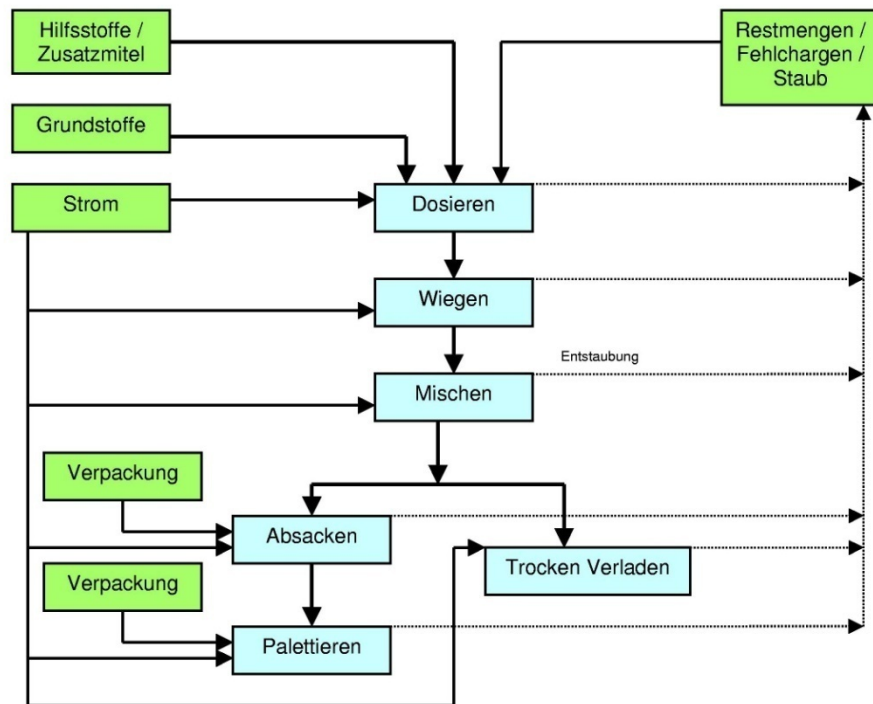 Hilfsstoffe /
Zusatzmitel
Restmengen /
Fehlchargen /
Staub
Grundstoffe
Strom
Dosieren
Wiegen
Entstaubung
Mischen
Verpackung
Absacken
Trocken Verladen
Verpackung
Palettieren